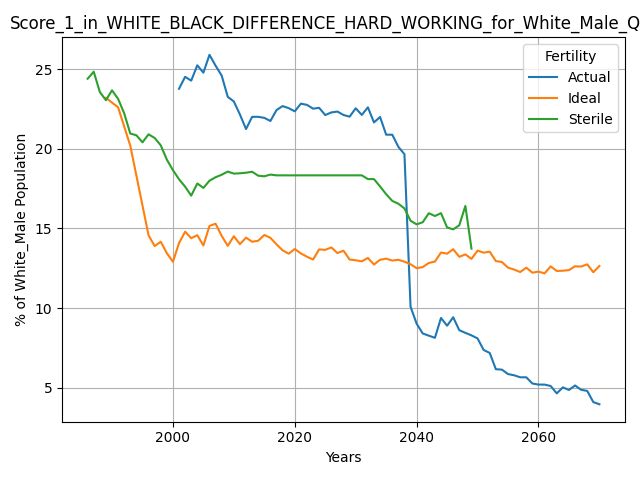 Score_1_in_WHITE_BLACK_DIFFERENCE_HARD_WORKING_for_White_Male_Q
Fertility
Actual
Ideal
Sterile
% of White_Male Population
25
20
15
10
5
2000 2020 2040 2060
Years